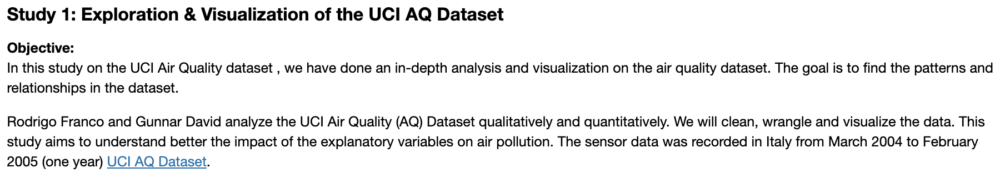 Study 1: Exploration & Visualization of the UCI AQ Dataset
Objective:
In this study on the UCI Air Quality dataset , we have done an in-depth analysis and visualization on the air quality dataset. The goal is to find the patterns and
relationships in the dataset.
Rodrigo Franco and Gunnar David analyze the UCI Air Quality (AQ) Dataset qualitatively and quantitatively. We will clean, wrangle and visualize the data. This
study aims to understand better the impact of the explanatory variables on air pollution. The sensor data was recorded in Italy from March 2004 to February
2005 (one year) UCI AQ Dataset.